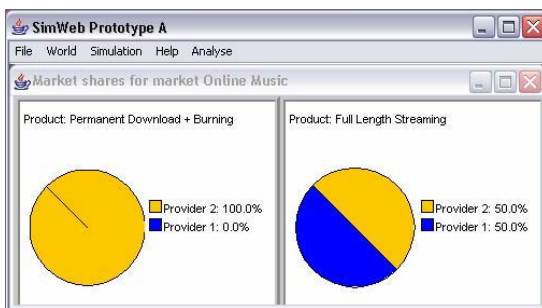 SimWeb Prototype A
File World Simulation Help Analyse
Market shares for market Online Music
Product: Permanent Download + Burning
Provider 2: 100.0%
Provider 1: 0.0%
Product: Full Length Streaming
Provider 2: 50.0%
Provider 1: 50.0%